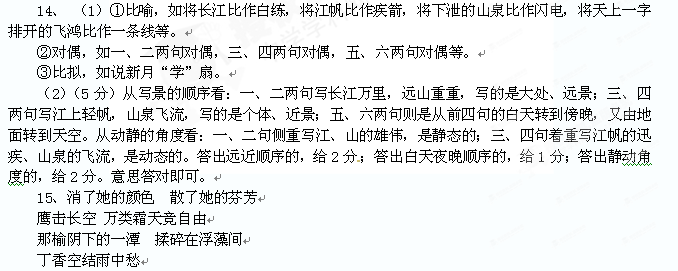 14、 （1）①比喻，如将长江比作白练，将江帆比作疾箭，将下泄的山泉比作闪电，将天上一字
排开的飞鸿比作一条线等。
②对偶，如一、二两句对偶，三、四两句对偶，五、六两句对偶等。
③比拟，如说新月“学”扇。
（2）（5 分）从写景的顺序看：一、二两句写长江万里，远山重重，写的是大处、远景；三、四
两句写江上轻帆，山泉飞流，写的是个体、近景；五、六两句则是从前四句的白天转到傍晚，又由地
面转到天空。从动静的角度看：一、二句侧重写江、山的雄伟，是静态的；三、四句着重写江帆的迅
疾、山泉的飞流，是动态的。答出远近顺序的，给 2 分；答出白天夜晚顺序的，给 1 分；答出静动角
度的，给 2 分。意思答对即可。
15、消了她的颜色 散了她的芬芳
鹰击长空 万类霜天竞自由
那榆阴下的一潭 揉碎在浮藻间
丁香空结雨中愁